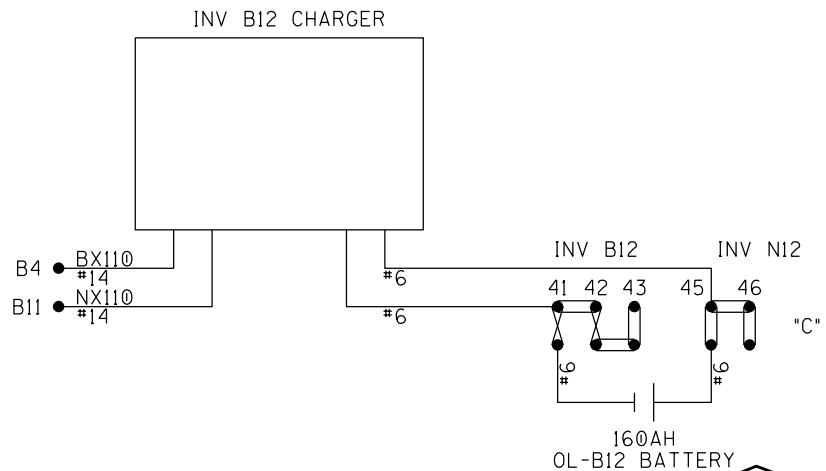 INV B12 CHARGER
INV B12
INV N12
B4
BX110
#14
#6
41
42
43
45
46
B11
NX110
#14
#6
"C"
#6
#6
160AH
OL-B12 BATTERY